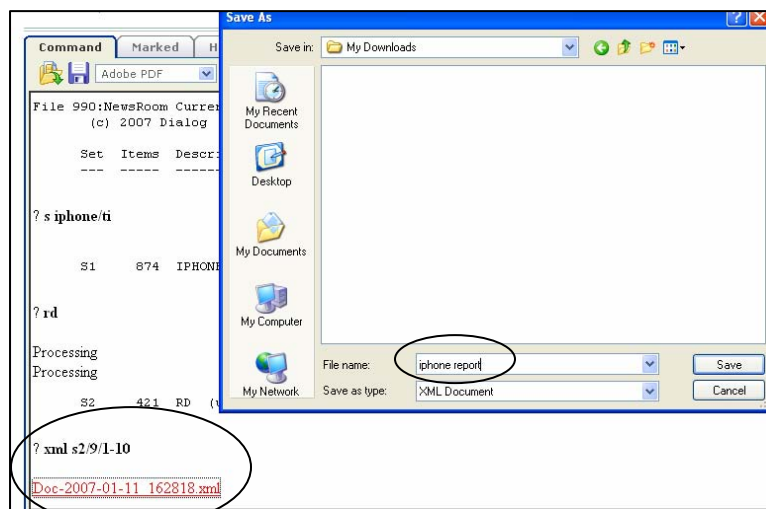 Save As
Save in:
My Downloads
My Recent
Documents
Desktop
My Documents
My Computer
My Network
File name:
iphone report
Save
Save as type:
XML Document
Cancel
Command
Marked
H
Adobe PDF
File 990:NewsRoom Curren
(c) 2007 Dialog
Set Items Descri
--- ----- ------
? s iphone/ti
S1 874 IPHONE
? rd
Processing
Processing
S2 421 RD (u
? xml s2/9/1-10
Doc-2007-01-11_162818.xml